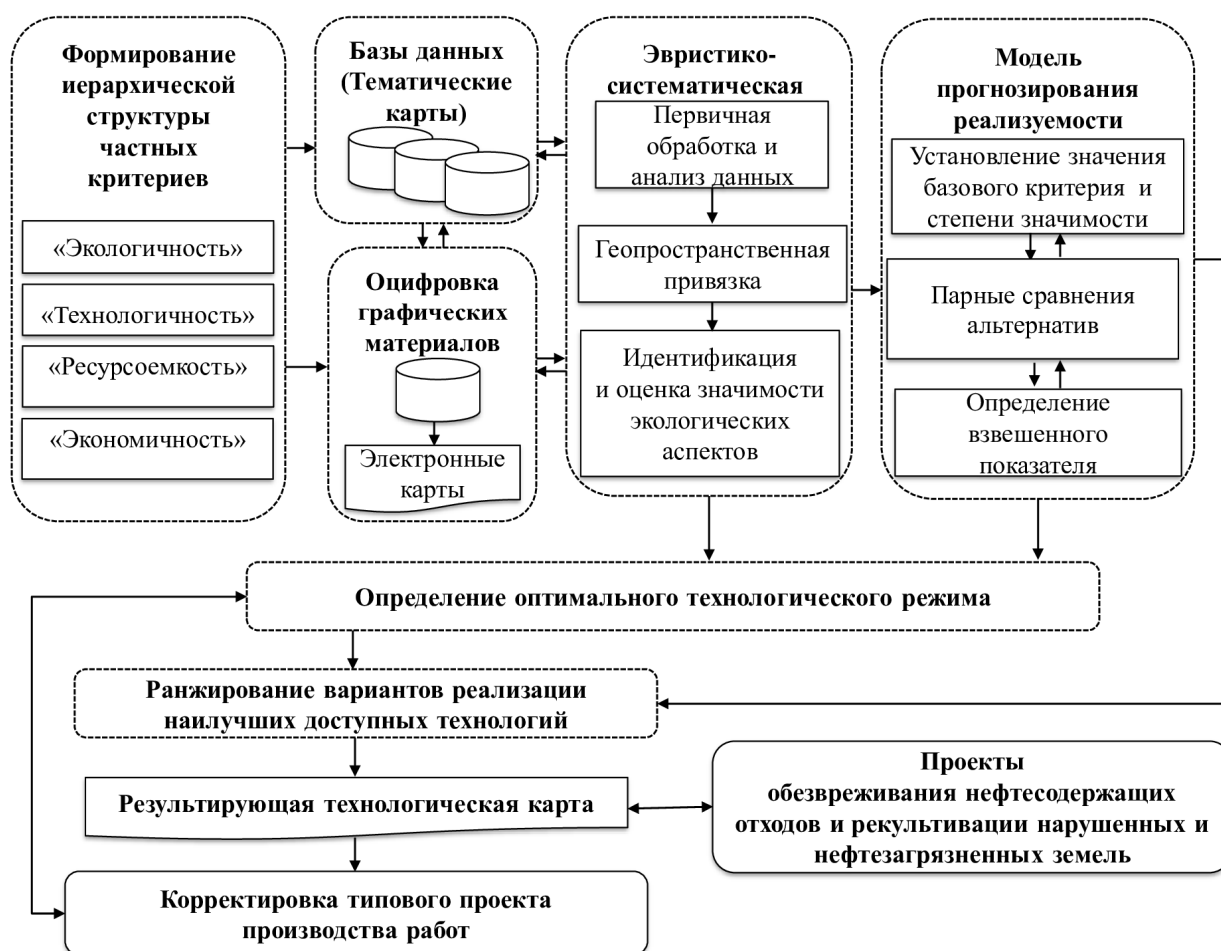 Формирование
иерархической
структуры
частных
критериев
«Экологичность»
«Технологичность»
«Ресурсоемкость»
«Экономичность»
Базы данных
(Тематические
карты)
Оцифровка
графических
материалов
Электронные
карты
Эвристико-
систематическая
Первичная
обработка и
анализ данных
Геопространственная
привязка
Идентификация
и оценка значимости
экологических
аспектов
Модель
прогнозирования
реализуемости
Установление значения
базового критерия и
степени значимости
Парные сравнения
альтернатив
Определение
взвешенного
показателя
Определение оптимального технологического режима
Ранжирование вариантов реализации
наилучших доступных технологий
Результирующая технологическая карта
Проекты
обезвреживания нефтесодержащих
отходов и рекультивации нарушенных и
нефтезагрязненных земель
Корректировка типового проекта
производства работ